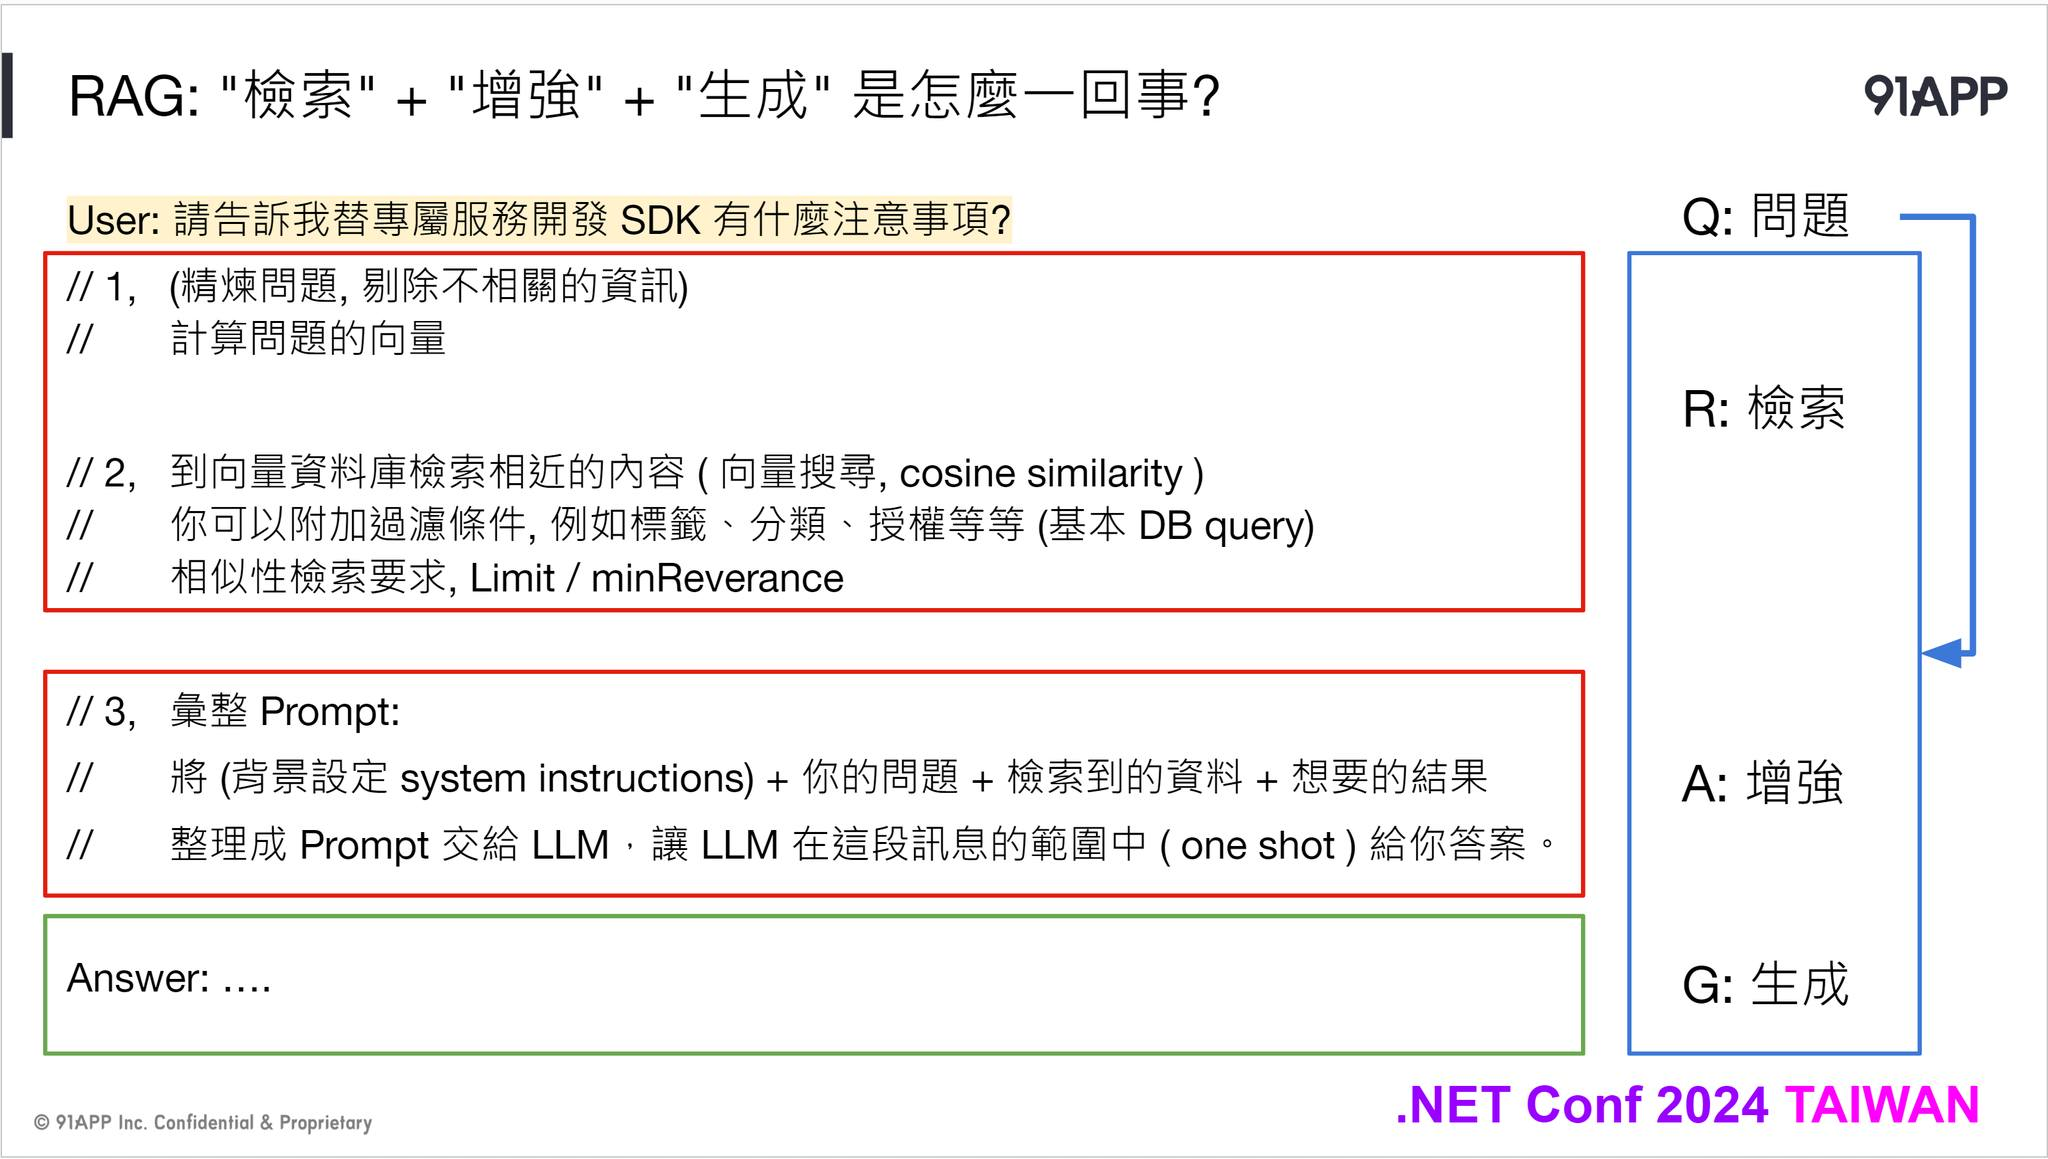 RAG: "檢索" + "增強" + "生成" 是怎麼一回事?
91APP
User: 請告訴我替專屬服務開發 SDK 有什麼注意事項?
// 1, (精煉問題, 剔除不相關的資訊)
// 計算問題的向量
// 2, 到向量資料庫檢索相近的內容 ( 向量搜尋, cosine similarity )
// 你可以附加過濾條件, 例如標籤、分類、授權等等 (基本 DB query)
// 相似性檢索要求, Limit / minReverance
// 3, 彙整 Prompt:
// 將 (背景設定 system instructions) + 你的問題 + 檢索到的資料 + 想要的結果
// 整理成 Prompt 交給 LLM，讓 LLM 在這段訊息的範圍中 ( one shot ) 給你答案。
Answer: ....
Q: 問題
R: 檢索
A: 增強
G: 生成
.NET Conf 2024 TAIWAN
© 91APP Inc. Confidential & Proprietary